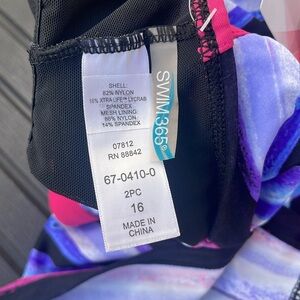 SHELL:
82% NYLON
18% XTRA LIFE™ LYCRA®
SPANDEX
MESH LINING:
86% NYLON
14% SPANDEX
07812
RN 88842
67-0410-0
2PC
16
MADE IN
CHINA
SWIM365®